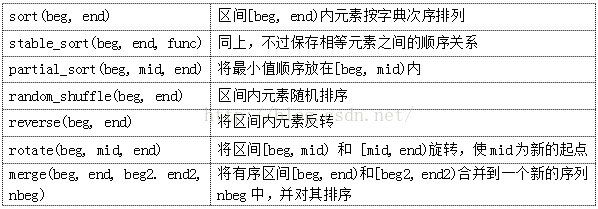 sort(beg, end) 区间[beg, end)内元素按字典次序排列
stable_sort(beg, end, func) 同上，不过保存相等元素之间的顺序关系
partial_sort(beg, mid, end) 将最小值顺序放在[beg, mid)内
random_shuffle(beg, end) 区间内元素随机排序
reverse(beg, end) 将区间内元素反转
rotate(beg, mid, end) 将区间[beg, mid) 和 [mid, end)旋转，使mid为新的起点
merge(beg, end, beg2. end2, 将有序区间[beg, end)和[beg2, end2)合并到一个新的序列
nbeg) nbeg中，并对其排序